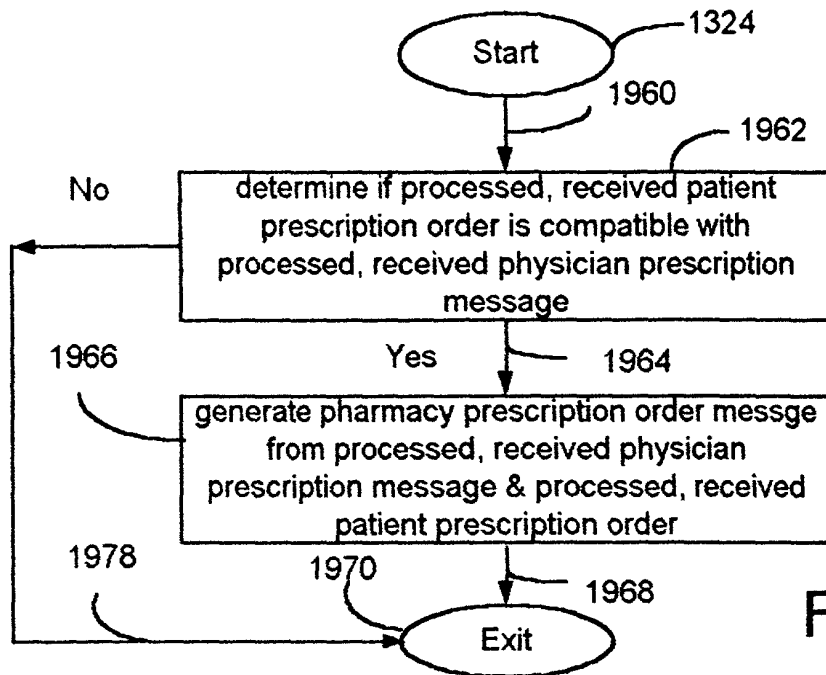 Start
1324
1960
1962
No
determine if processed, received patient
prescription order is compatible with
processed, received physician prescription
message
Yes
1964
1966
generate pharmacy prescription order messge
from processed, received physician
prescription message & processed, received
patient prescription order
1978
1970
1968
Exit
F